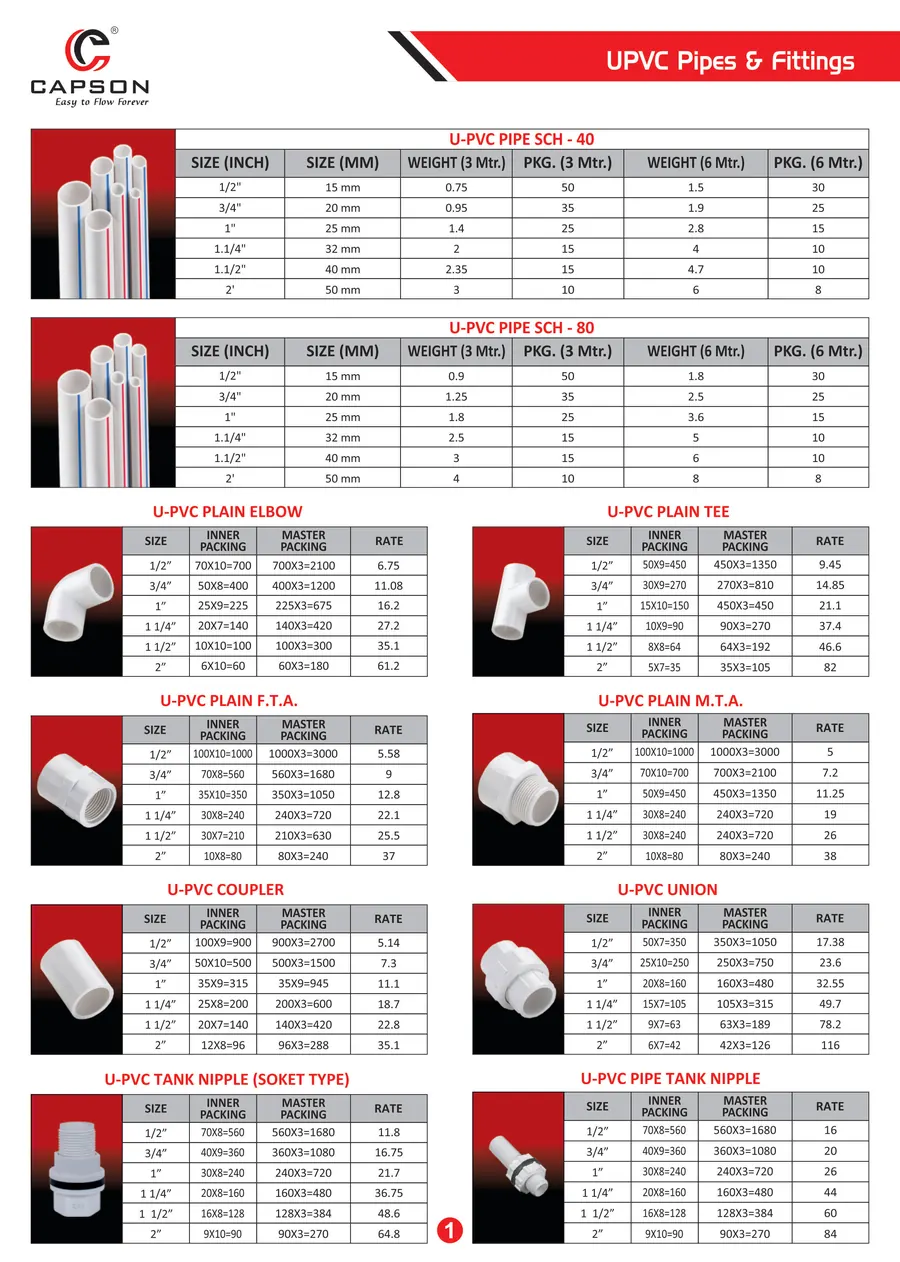 ®
CAPSON
Easy to Flow Forever
UPVC Pipes & Fittings
U-PVC PIPE SCH - 40
SIZE (INCH) SIZE (MM) WEIGHT (3 Mtr.) PKG. (3 Mtr.) WEIGHT (6 Mtr.) PKG. (6 Mtr.)
1/2" 15 mm 0.75 50 1.5 30
3/4" 20 mm 0.95 35 1.9 25
1" 25 mm 1.4 25 2.8 15
1.1/4" 32 mm 2 15 4 10
1.1/2" 40 mm 2.35 15 4.7 10
2' 50 mm 3 10 6 8
U-PVC PIPE SCH - 80
SIZE (INCH) SIZE (MM) WEIGHT (3 Mtr.) PKG. (3 Mtr.) WEIGHT (6 Mtr.) PKG. (6 Mtr.)
1/2" 15 mm 0.9 50 1.8 30
3/4" 20 mm 1.25 35 2.5 25
1" 25 mm 1.8 25 3.6 15
1.1/4" 32 mm 2.5 15 5 10
1.1/2" 40 mm 3 15 6 10
2' 50 mm 4 10 8 8
U-PVC PLAIN ELBOW
SIZE INNER PACKING MASTER PACKING RATE
1/2” 70X10=700 700X3=2100 6.75
3/4” 50X8=400 400X3=1200 11.08
1” 25X9=225 225X3=675 16.2
1 1/4” 20X7=140 140X3=420 27.2
1 1/2” 10X10=100 100X3=300 35.1
2” 6X10=60 60X3=180 61.2
U-PVC PLAIN TEE
SIZE INNER PACKING MASTER PACKING RATE
1/2” 50X9=450 450X3=1350 9.45
3/4” 30X9=270 270X3=810 14.85
1” 15X10=150 450X3=450 21.1
1 1/4” 10X9=90 90X3=270 37.4
1 1/2” 8X8=64 64X3=192 46.6
2” 5X7=35 35X3=105 82
U-PVC PLAIN F.T.A.
SIZE INNER PACKING MASTER PACKING RATE
1/2” 100X10=1000 1000X3=3000 5.58
3/4” 70X8=560 560X3=1680 9
1” 35X10=350 350X3=1050 12.8
1 1/4” 30X8=240 240X3=720 22.1
1 1/2” 30X7=210 210X3=630 25.5
2” 10X8=80 80X3=240 37
U-PVC PLAIN M.T.A.
SIZE INNER PACKING MASTER PACKING RATE
1/2” 100X10=1000 1000X3=3000 5
3/4” 70X10=700 700X3=2100 7.2
1” 50X9=450 450X3=1350 11.25
1 1/4” 30X8=240 240X3=720 19
1 1/2” 30X8=240 240X3=720 26
2” 10X8=80 80X3=240 38
U-PVC COUPLER
SIZE INNER PACKING MASTER PACKING RATE
1/2” 100X9=900 900X3=2700 5.14
3/4” 50X10=500 500X3=1500 7.3
1” 35X9=315 35X9=945 11.1
1 1/4” 25X8=200 200X3=600 18.7
1 1/2” 20X7=140 140X3=420 22.8
2” 12X8=96 96X3=288 35.1
U-PVC UNION
SIZE INNER PACKING MASTER PACKING RATE
1/2” 50X7=350 350X3=1050 17.38
3/4” 25X10=250 250X3=750 23.6
1” 20X8=160 160X3=480 32.55
1 1/4” 15X7=105 105X3=315 49.7
1 1/2” 9X7=63 63X3=189 78.2
2” 6X7=42 42X3=126 116
U-PVC TANK NIPPLE (SOKET TYPE)
SIZE INNER PACKING MASTER PACKING RATE
1/2” 70X8=560 560X3=1680 11.8
3/4” 40X9=360 360X3=1080 16.75
1” 30X8=240 240X3=720 21.7
1 1/4” 20X8=160 160X3=480 36.75
1 1/2” 16X8=128 128X3=384 48.6
2” 9X10=90 90X3=270 64.8
U-PVC PIPE TANK NIPPLE
SIZE INNER PACKING MASTER PACKING RATE
1/2” 70X8=560 560X3=1680 16
3/4” 40X9=360 360X3=1080 20
1” 30X8=240 240X3=720 26
1 1/4” 20X8=160 160X3=480 44
1 1/2” 16X8=128 128X3=384 60
2” 9X10=90 90X3=270 84
1